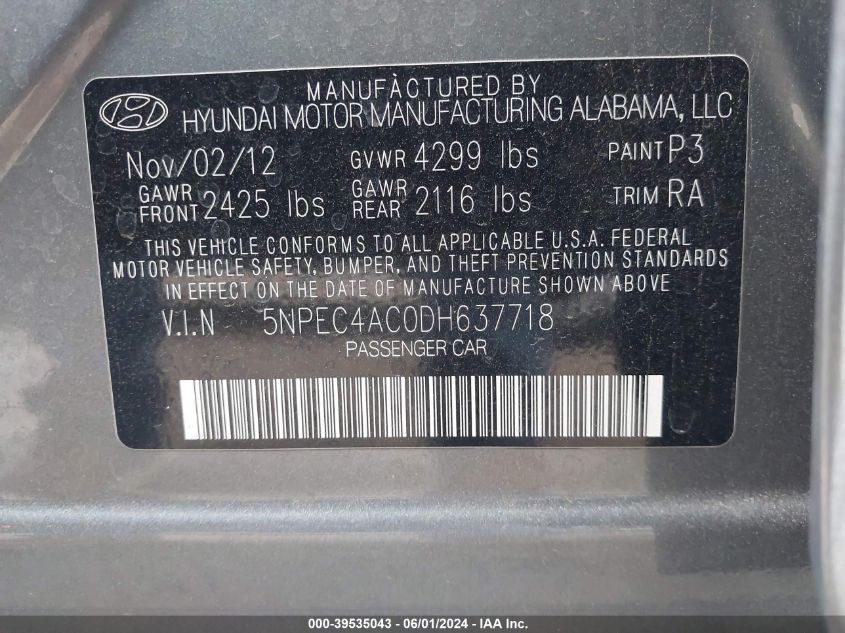 MANUFACTURED BY
HYUNDAI MOTOR MANUFACTURING ALABAMA, LLC
Nov/02/12 GVWR 4299 lbs PAINT P3
GAWR FRONT 2425 lbs GAWR REAR 2116 lbs TRIM RA
THIS VEHICLE CONFORMS TO ALL APPLICABLE U.S.A. FEDERAL
MOTOR VEHICLE SAFETY, BUMPER, AND THEFT PREVENTION STANDARDS
IN EFFECT ON THE DATE OF MANUFACTURE SHOWN ABOVE
V.I.N 5NPEC4AC0DH637718
PASSENGER CAR
000-39535043 - 06/01/2024 - IAA Inc.